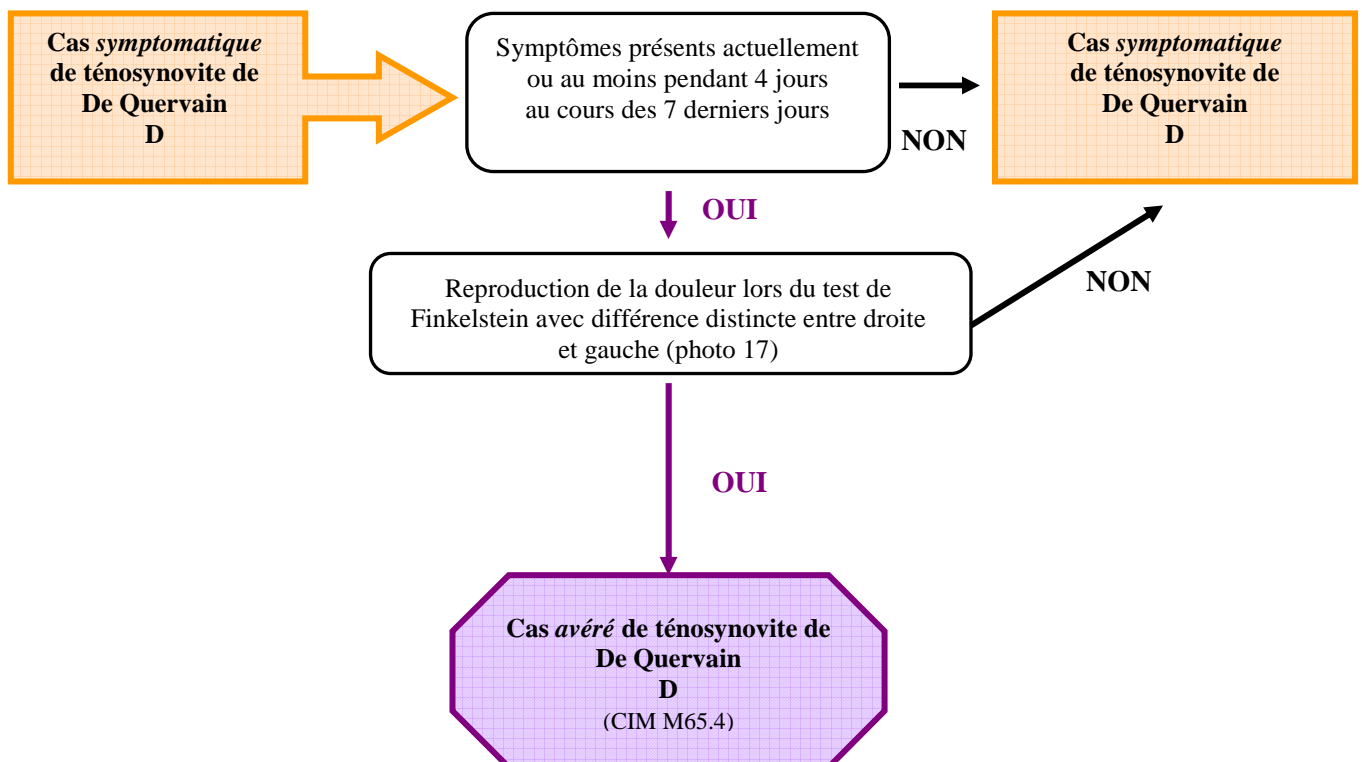 Cas symptomatique
de ténosynovite de
De Quervain
D
Symptômes présents actuellement
ou au moins pendant 4 jours
au cours des 7 derniers jours
NON
Cas symptomatique
de ténosynovite de
De Quervain
D
OUI
Reproduction de la douleur lors du test de
Finkelstein avec différence distincte entre droite
et gauche (photo 17)
NON
OUI
Cas avéré de ténosynovite de
De Quervain
D
(CIM M65.4)